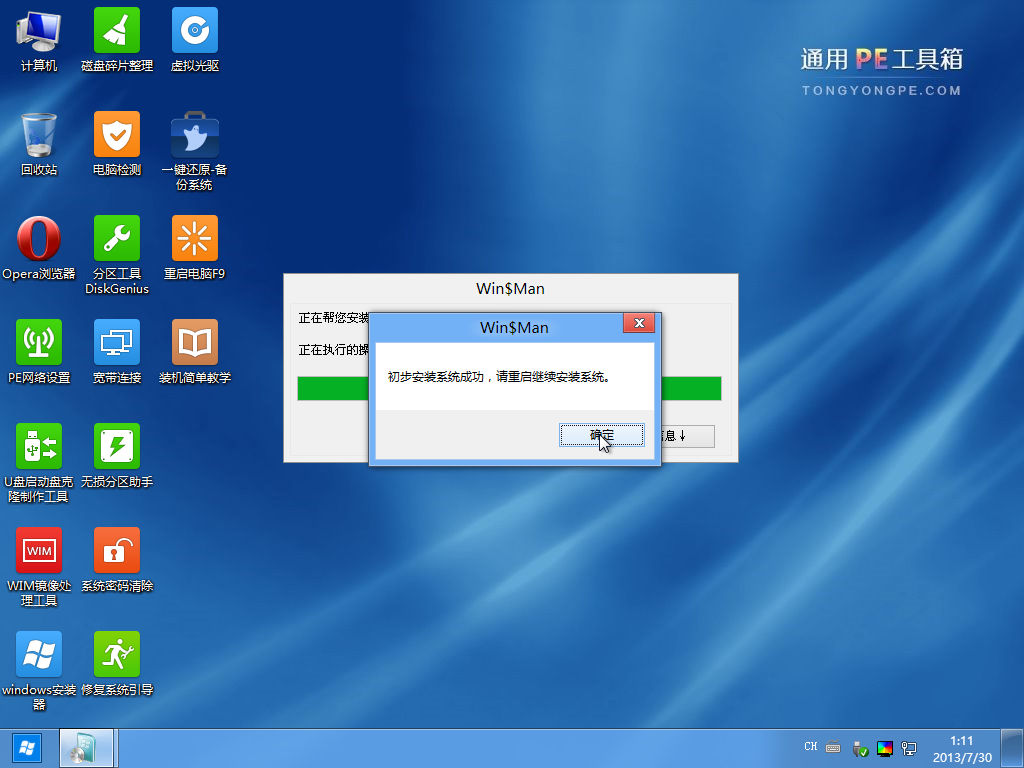 计算机
磁盘碎片整理
虚拟光驱
通用PE工具箱
TONGYONGPE.COM
回收站
电脑检测
一键还原-备
份系统
Opera浏览器
分区工具
DiskGenius
重启电脑F9
PE网络设置
宽带连接
装机简单教学
U盘启动盘克
隆制作工具
无损分区助手
WIM
WIM镜像处
理工具
系统密码清除
windows安装
器
修复系统引导
Win$Man
正在帮您安装
正在执行的操
息↓
Win$Man
初步安装系统成功，请重启继续安装系统。
确定
CH
1:11
2013/7/30